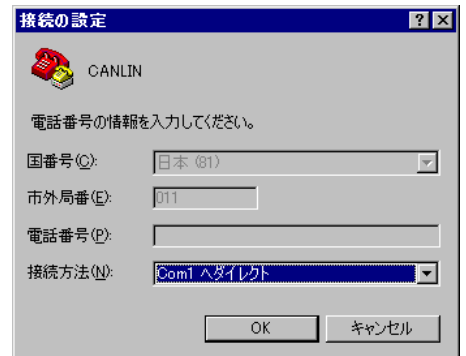 接続の設定
CANLIN
電話番号の情報を入力してください。
国番号(C): 日本 (81)
市外局番(E): 011
電話番号(P):
接続方法(N): Com1 へダイレクト
OK キャンセル